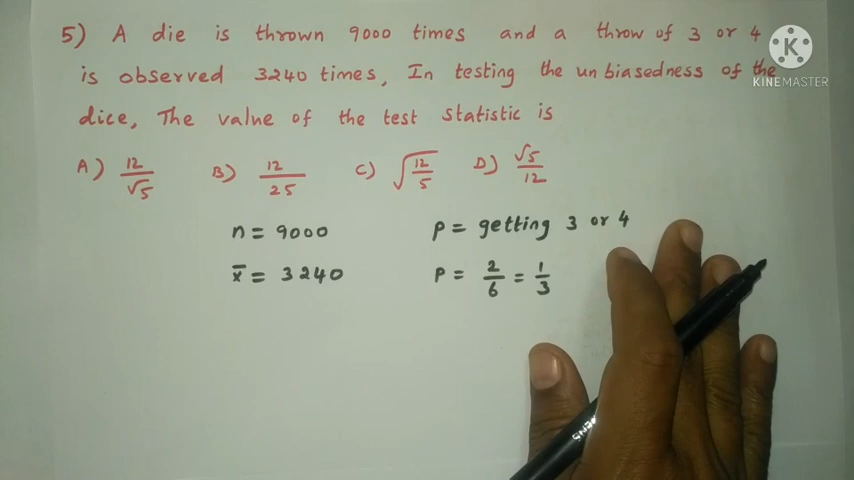 5) A die is thrown 9000 times and a throw of 3 or 4
is observed 3240 times, In testing the unbiasedness of the
dice, The value of the test statistic is
A) 12/√5 B) 12/25 C) √(12/5) D) √5/12
n = 9000 P = getting 3 or 4
x̄ = 3240 P = 2/6 = 1/3
K
KINEMASTER
PENS